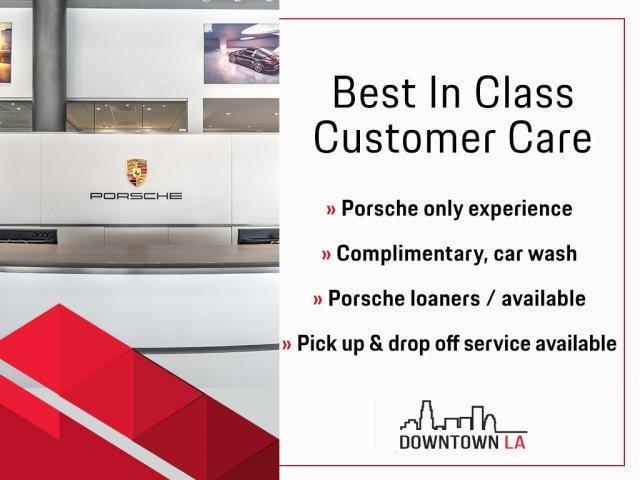 PORSCHE
Best In Class
Customer Care
» Porsche only experience
» Complimentary, car wash
» Porsche loaners / available
» Pick up & drop off service available
DOWNTOWN LA